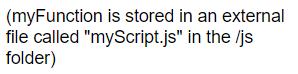 (myFunction is stored in an external
file called "myScript.js" in the /js
folder)